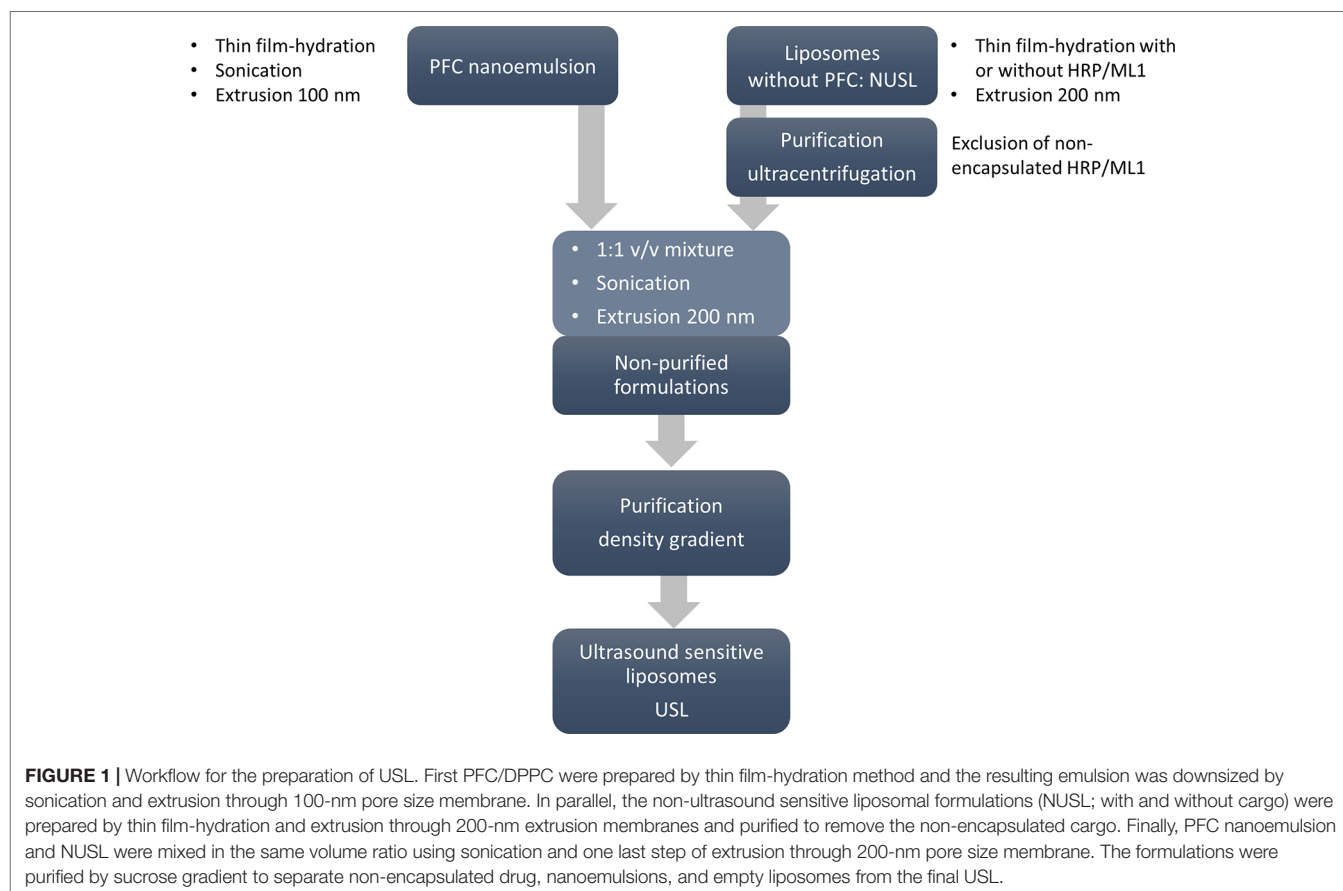 • Thin film-hydration
• Sonication
• Extrusion 100 nm
PFC nanoemulsion
Liposomes
without PFC: NUSL
• Thin film-hydration with
or without HRP/ML1
• Extrusion 200 nm
Purification
ultracentrifugation
Exclusion of non-
encapsulated HRP/ML1
• 1:1 v/v mixture
• Sonication
• Extrusion 200 nm
Non-purified
formulations
Purification
density gradient
Ultrasound sensitive
liposomes
USL
FIGURE 1 | Workflow for the preparation of USL. First PFC/DPPC were prepared by thin film-hydration method and the resulting emulsion was downsized by
sonication and extrusion through 100-nm pore size membrane. In parallel, the non-ultrasound sensitive liposomal formulations (NUSL; with and without cargo) were
prepared by thin film-hydration and extrusion through 200-nm extrusion membranes and purified to remove the non-encapsulated cargo. Finally, PFC nanoemulsion
and NUSL were mixed in the same volume ratio using sonication and one last step of extrusion through 200-nm pore size membrane. The formulations were
purified by sucrose gradient to separate non-encapsulated drug, nanoemulsions, and empty liposomes from the final USL.